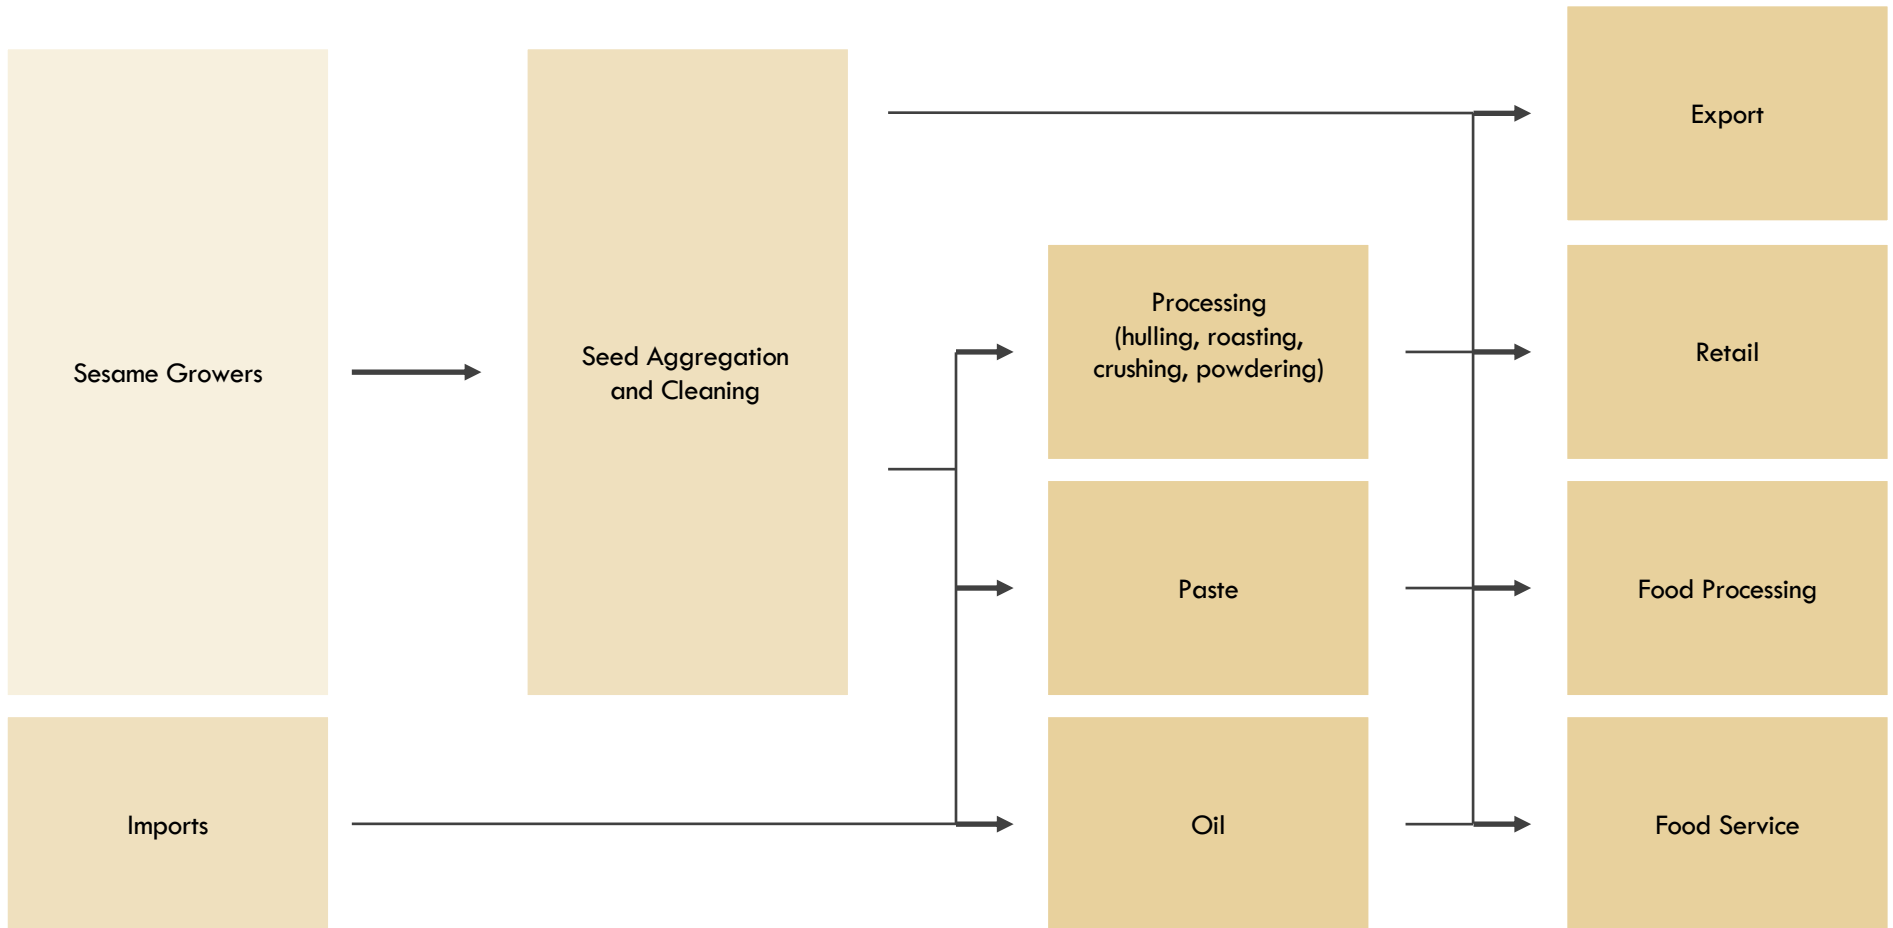 Sesame Growers
Imports
Seed Aggregation
and Cleaning
Processing
(hulling, roasting,
crushing, powdering)
Paste
Oil
Export
Retail
Food Processing
Food Service